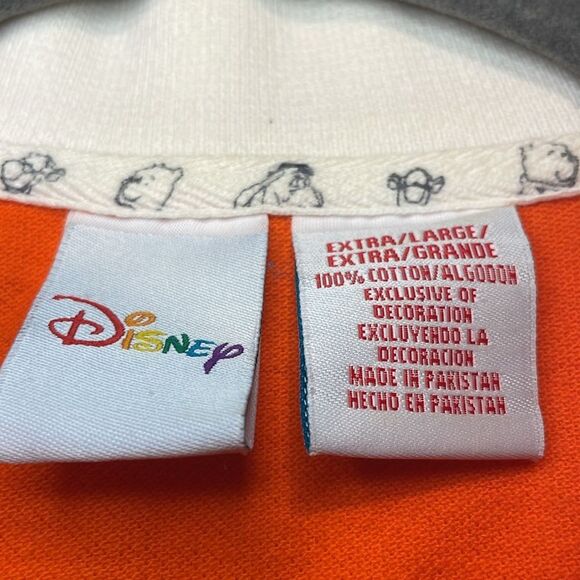 Disney
EXTRA/LARGE/
EXTRA/GRANDE
100% COTTON/ALGODON
EXCLUSIVE OF
DECORATION
EXCLUYENDO LA
DECORACION
MADE IN PAKISTAN
HECHO EN PAKISTAN